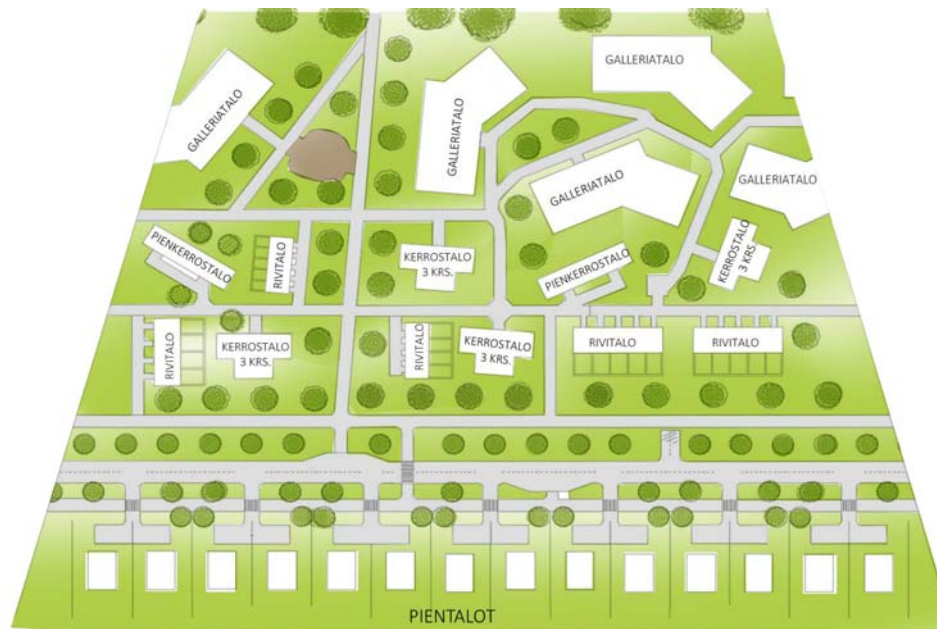 GALLERIATALO
GALLERIATALO
GALLERIATALO
GALLERIATALO
GALLERIATALO
PIENKERROSTALO
RIVITALO
KERROSTALO
3 KRS.
PIENKERROSTALO
KERROSTALO
3 KRS.
RIVITALO
KERROSTALO
3 KRS.
RIVITALO
KERROSTALO
3 KRS.
RIVITALO
RIVITALO
PIENTALOT